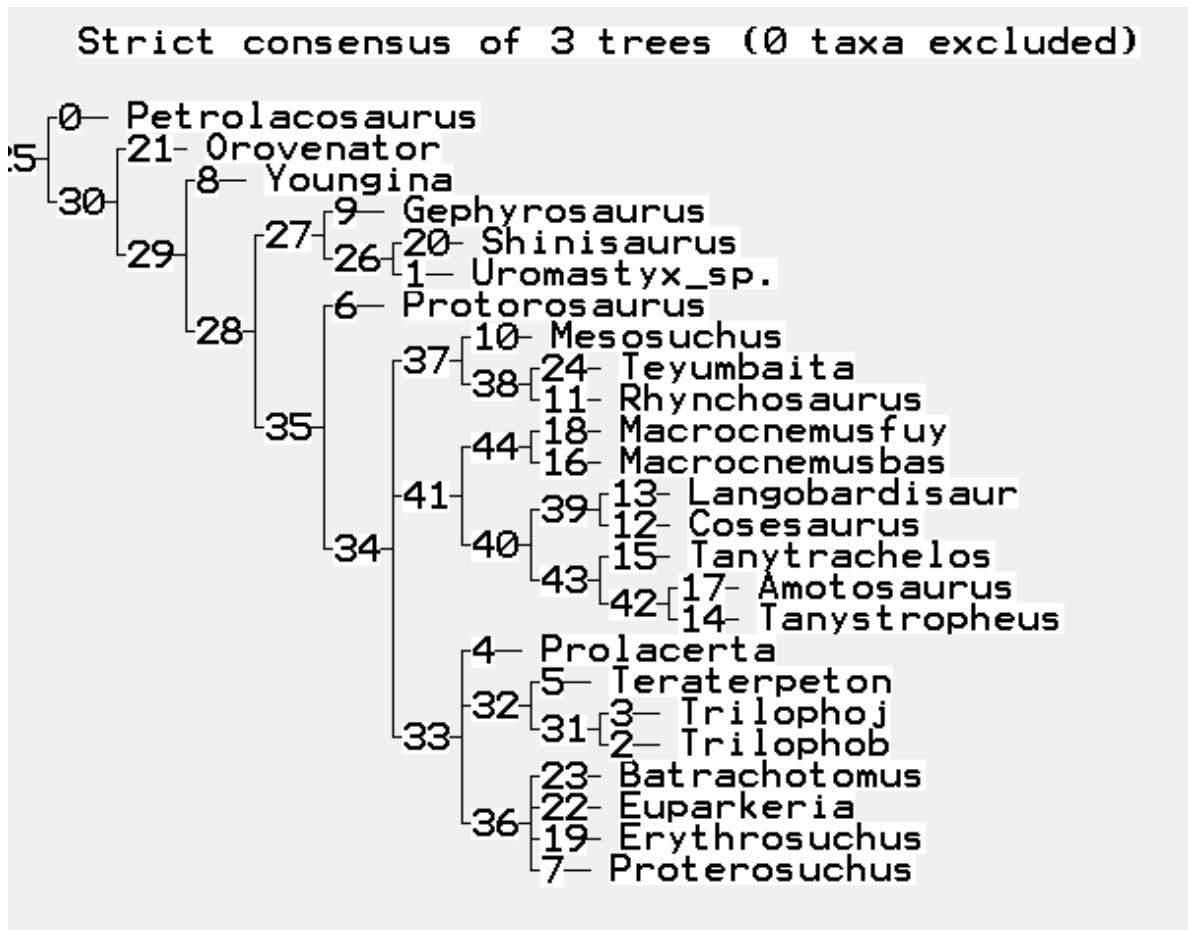 Strict consensus of 3 trees (0 taxa excluded)
0 Petrolacosaurus
21 Orovenator
30
8 Youngina
29
9 Gephyrosaurus
27
20 Shinisaurus
26
1 Uromastyx_sp.
6 Protorosaurus
28
10 Mesosuchus
37
24 Teyumbaita
38
11 Rhynchosaurus
35
18 Macrocnemusfuy
44
16 Macrocnemusbas
41
13 Langobardisaur
39
12 Cosesaurus
34
40
15 Tanytrachelos
43
17 Amotosaurus
42
14 Tanystropheus
4 Prolacerta
5 Teraterpeton
32
3 Trilophoj
31
33
2 Trilophob
23 Batrachotomus
22 Euparkeria
36
19 Erythrosuchus
7 Proterosuchus